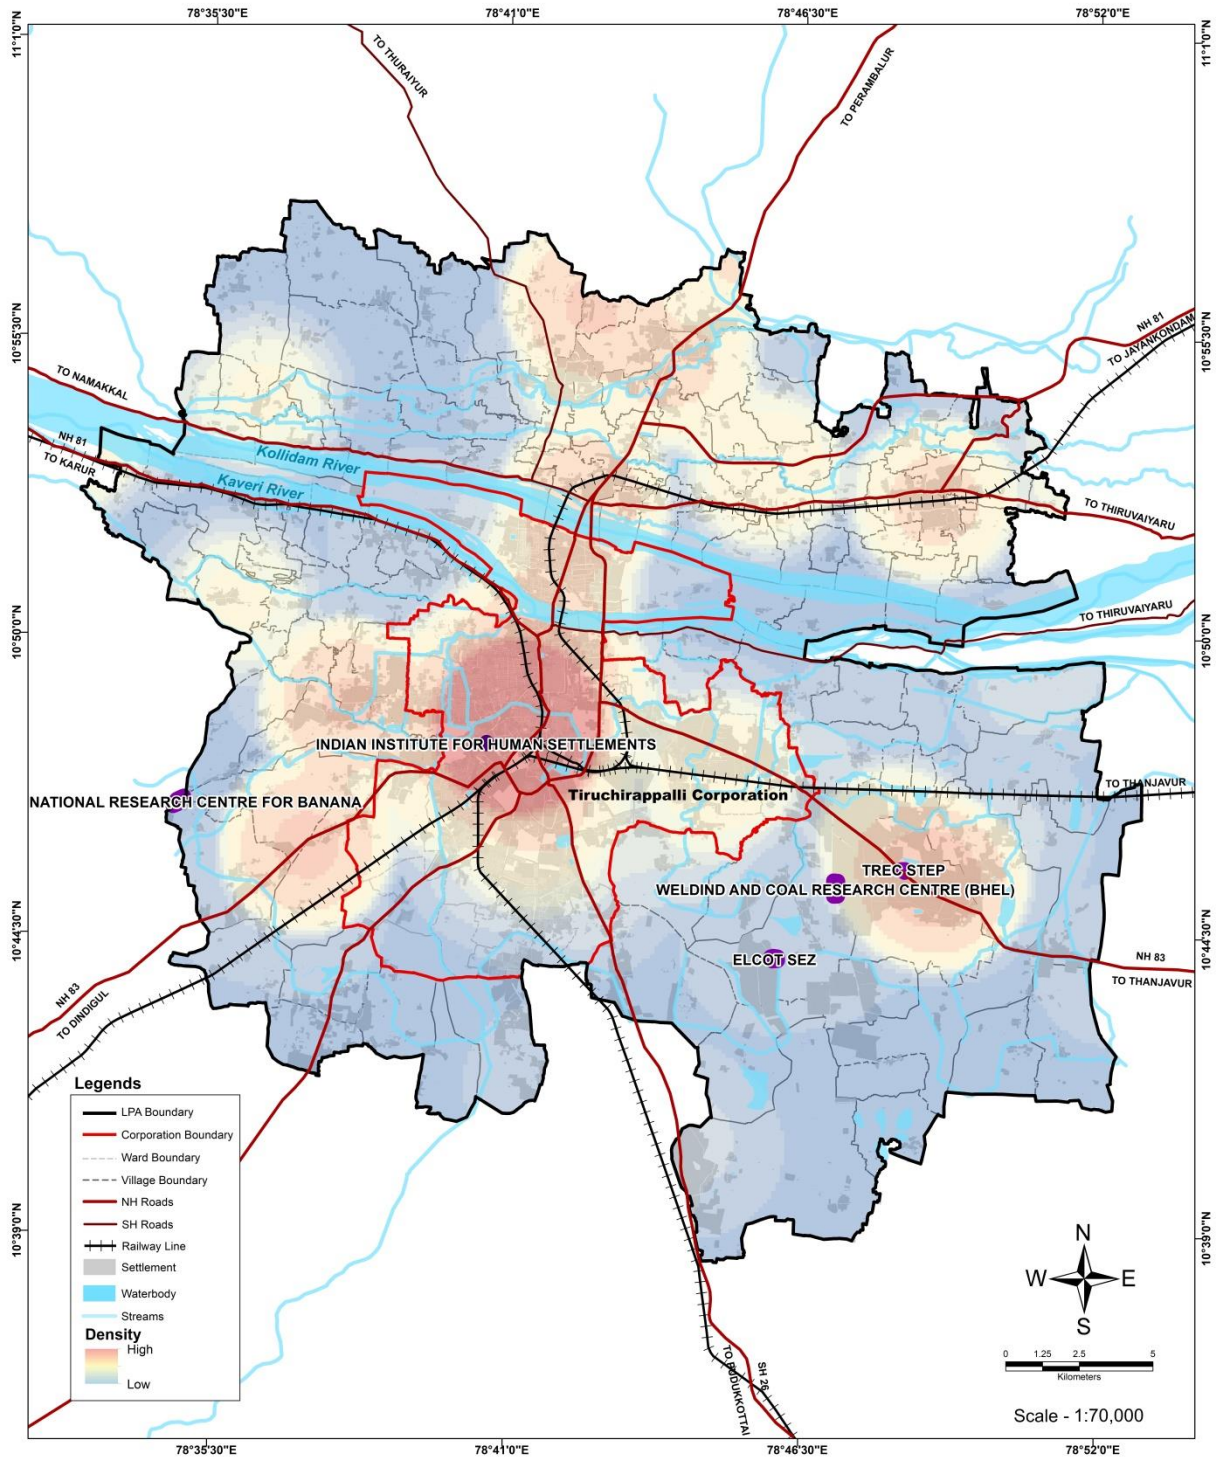 78°35'30"E
78°41'0"E
78°46'30"E
78°52'0"E
11°1'0"N
11°1'0"N
TO THURAIYUR
TO PERAMBALUR
10°55'30"N
10°55'30"N
NH 81
TO JAYANKONDAM
TO NAMAKKAL
NH 81
TO KARUR
Kollidam River
Kaveri River
TO THIRUVAIYARU
TO THIRUVAIYARU
10°50'0"N
10°50'0"N
INDIAN INSTITUTE FOR HUMAN SETTLEMENTS
TO THANJAVUR
Tiruchirappalli Corporation
NATIONAL RESEARCH CENTRE FOR BANANA
TREC STEP
WELDIND AND COAL RESEARCH CENTRE (BHEL)
10°44'30"N
10°44'30"N
ELCOT SEZ
NH 83
TO THANJAVUR
NH 83
TO DINDIGUL
Legends
LPA Boundary
Corporation Boundary
Ward Boundary
Village Boundary
NH Roads
SH Roads
Railway Line
Settlement
Waterbody
Streams
Density
High
Low
10°39'0"N
10°39'0"N
N
W
E
S
0 1.25 2.5 5
Kilometers
Scale - 1:70,000
TO PUDUKKOTTAI
SH 26
78°35'30"E
78°41'0"E
78°46'30"E
78°52'0"E